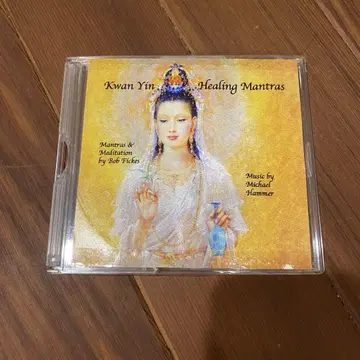 Kwan Yin Healing Mantras
Mantras &
Meditation
by Bob Fickes
Music by
Michael
Hammer